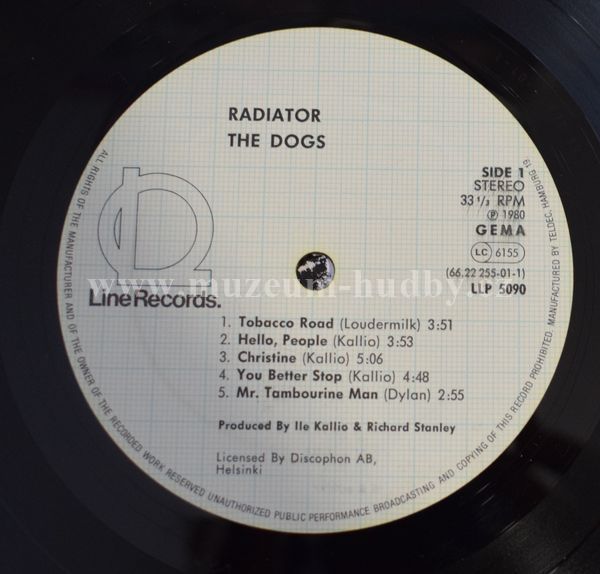 RADIATOR
THE DOGS
SIDE 1
STEREO
33 1/3 RPM
℗ 1980
GEMA
LC 6155
(66.22 255-01-1)
LLP 5090
Line Records.
www.muzeum-hudby.cz
1. Tobacco Road (Loudermilk) 3:51
2. Hello, People (Kallio) 3:53
3. Christine (Kallio) 5:06
4. You Better Stop (Kallio) 4:48
5. Mr. Tambourine Man (Dylan) 2:55
Produced By Ile Kallio & Richard Stanley
Licensed By Discophon AB,
Helsinki
ALL RIGHTS OF THE MANUFACTURER AND OF THE OWNER OF THE RECORDED WORK RESERVED UNAUTHORIZED PUBLIC PERFORMANCE BROADCASTING AND COPYING OF THIS RECORD PROHIBITED. MANUFACTURED BY TELDEC, HAMBURG 19